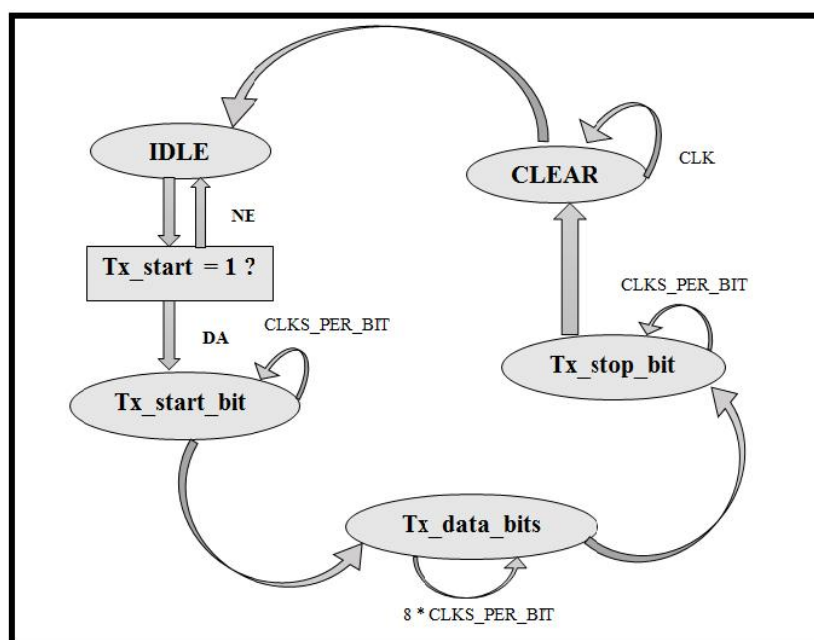 IDLE
NE
Tx_start = 1 ?
DA
CLKS_PER_BIT
Tx_start_bit
Tx_data_bits
8 * CLKS_PER_BIT
CLKS_PER_BIT
Tx_stop_bit
CLEAR
CLK